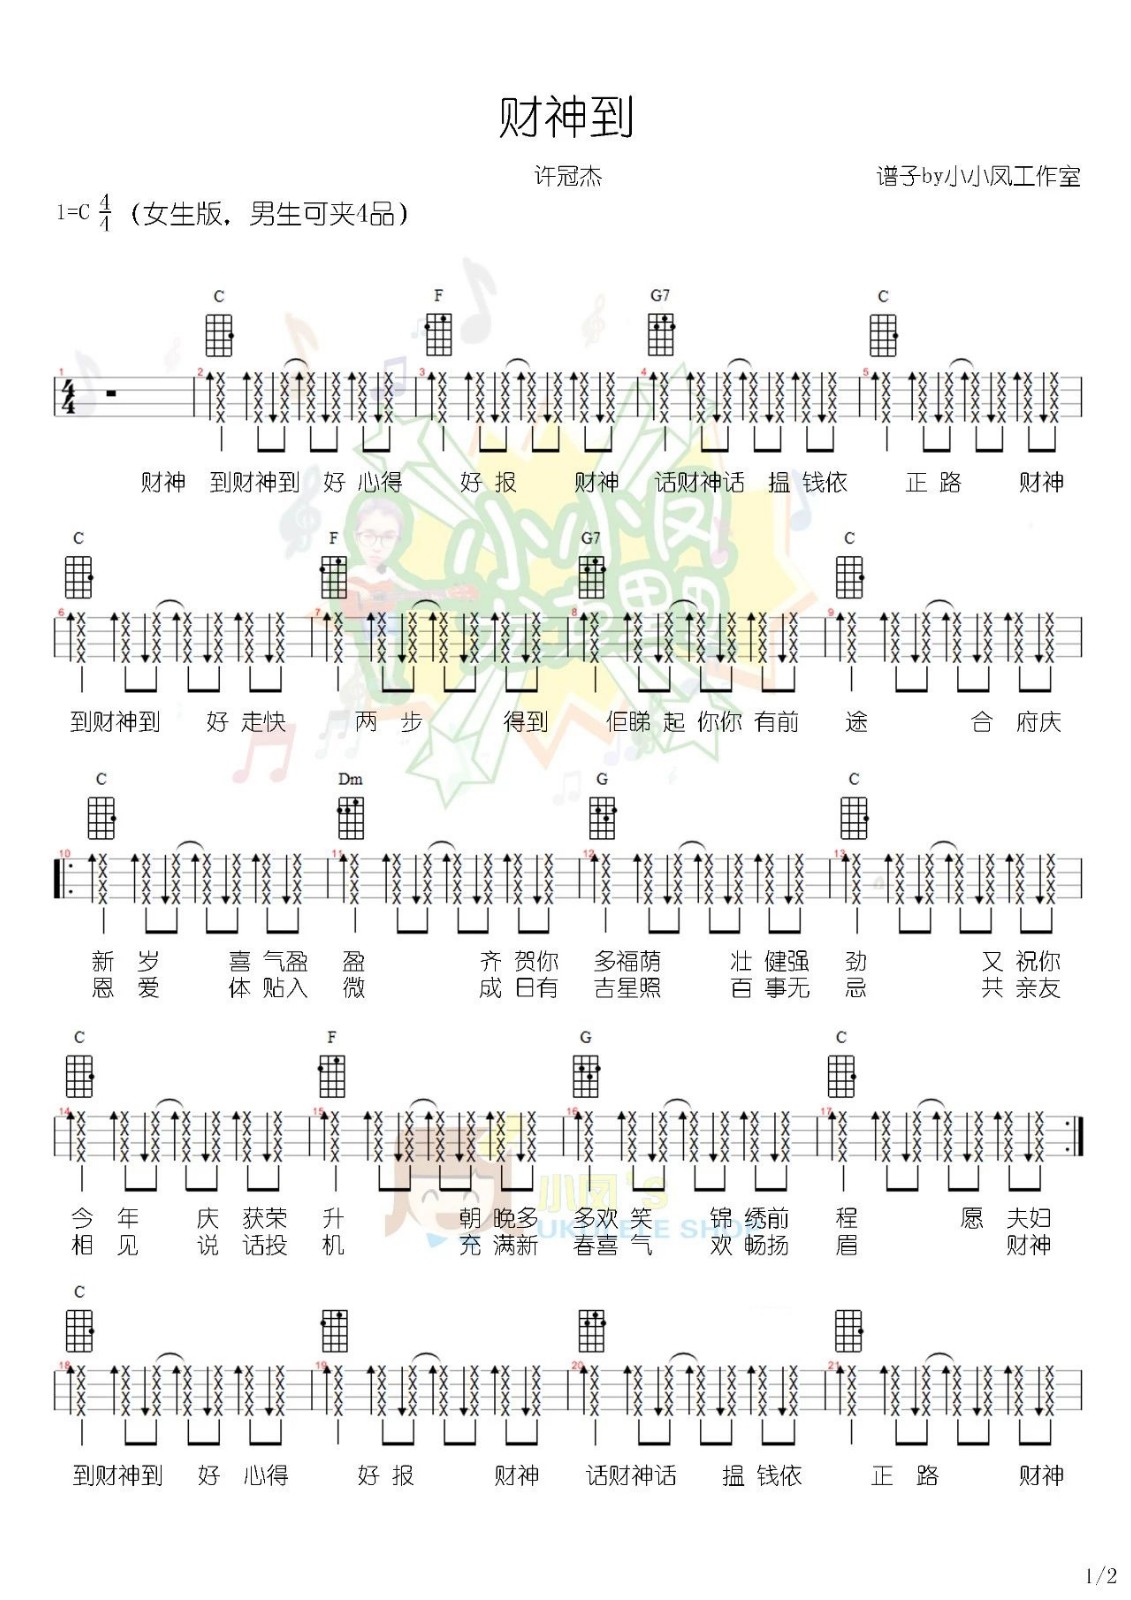 财神到
许冠杰 谱子by小小凤工作室
1=C 4/4 (女生版，男生可夹4品)
C F G7 C
1 2 3 4 5
4/4
财神 到财神到 好 心得 好 报 财神 话财神话 揾 钱依 正 路 财神
小小凤
C F G7 C
6 7 8 9
到财神到 好 走快 两 步 得到 佢睇 起 你你 有前 途 合 府庆
C Dm G C
10 11 12 13
新 岁 喜 气盈 盈 齐 贺你 多福荫 壮 健强 劲 又 祝你
恩 爱 体 贴入 微 成 日有 吉星照 百 事无 忌 共 亲友
C F G C
14 15 16 17
小凤's
UKULELE SHOP
今 年 庆 获荣 升 朝 晚多 多欢 笑 锦 绣前 程 愿 夫妇
相 见 说 话投 机 充 满新 春喜 气 欢 畅扬 眉 财神
C
18 19 20 21
到财神到 好 心得 好 报 财神 话财神话 揾 钱依 正 路 财神
1/2